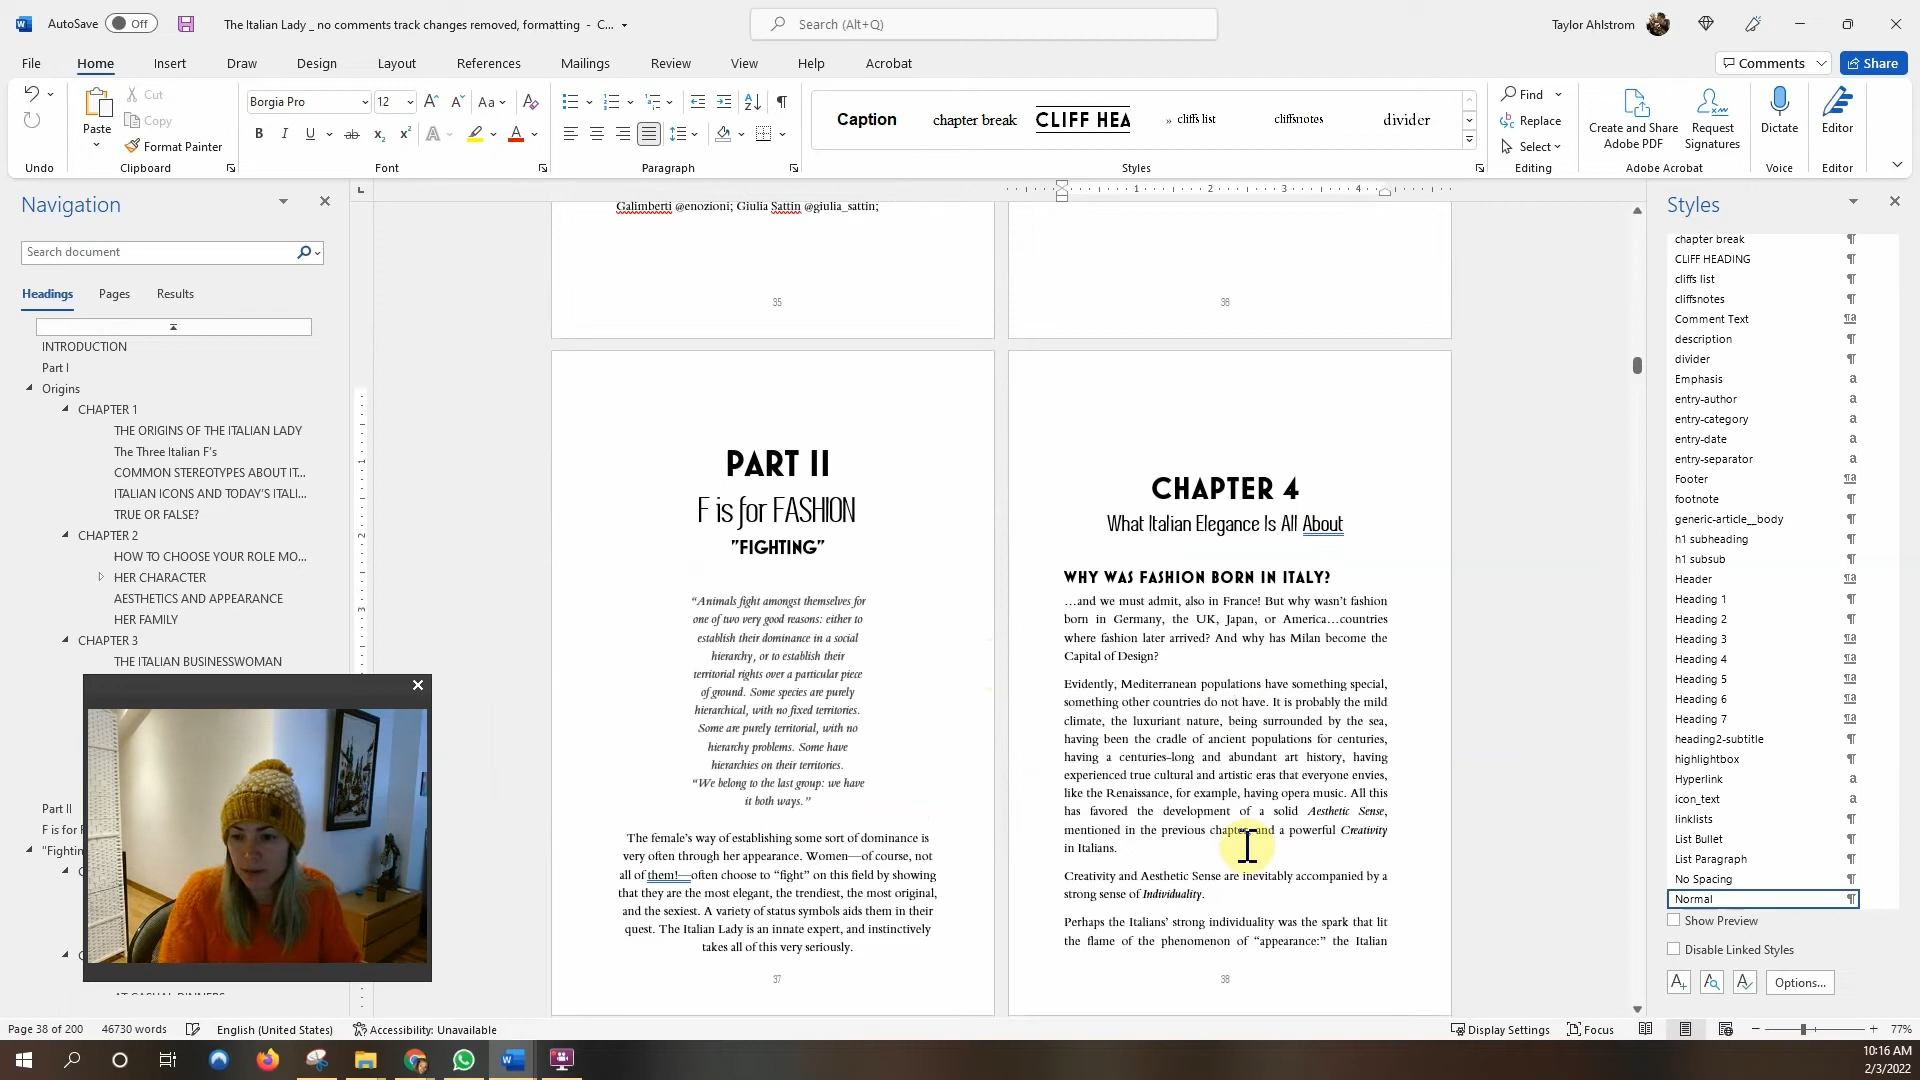 AutoSave Off The Italian Lady _ no comments track changes removed, formatting - C... Search (Alt+Q) Taylor Ahlstrom
File Home Insert Draw Design Layout References Mailings Review View Help Acrobat Comments Share
Borgia Pro 12 Aa
Paste Cut
Copy
Format Painter
Caption chapter break CLIFF HEA » cliffs list cliffsnotes divider
Find
Replace
Select
Create and Share Adobe PDF
Request Signatures
Dictate
Editor
Undo Clipboard Font Paragraph Styles Editing Adobe Acrobat Voice Editor
Navigation
Search document
Headings Pages Results
INTRODUCTION
Part I
Origins
CHAPTER 1
THE ORIGINS OF THE ITALIAN LADY
The Three Italian F's
COMMON STEREOTYPES ABOUT IT...
ITALIAN ICONS AND TODAY'S ITALI...
TRUE OR FALSE?
CHAPTER 2
HOW TO CHOOSE YOUR ROLE MO...
HER CHARACTER
AESTHETICS AND APPEARANCE
HER FAMILY
CHAPTER 3
THE ITALIAN BUSINESSWOMAN
Part II
F is for
"Fightin
1 2 3 4
Galimberti @enozioni; Giulia Sattin @giulia_sattin;
35
36
PART II
F is for FASHION
"FIGHTING"
“Animals fight amongst themselves for
one of two very good reasons: either to
establish their dominance in a social
hierarchy, or to establish their
territorial rights over a particular piece
of ground. Some species are purely
hierarchical, with no fixed territories.
Some are purely territorial, with no
hierarchy problems. Some have
hierarchies on their territories.
“We belong to the last group: we have
it both ways.”
The female’s way of establishing some sort of dominance is
very often through her appearance. Women—of course, not
all of them!—often choose to “fight” on this field by showing
that they are the most elegant, the trendiest, the most original,
and the sexiest. A variety of status symbols aids them in their
quest. The Italian Lady is an innate expert, and instinctively
takes all of this very seriously.
37
CHAPTER 4
What Italian Elegance Is All About
WHY WAS FASHION BORN IN ITALY?
…and we must admit, also in France! But why wasn’t fashion
born in Germany, the UK, Japan, or America…countries
where fashion later arrived? And why has Milan become the
Capital of Design?
Evidently, Mediterranean populations have something special,
something other countries do not have. It is probably the mild
climate, the luxuriant nature, being surrounded by the sea,
having been the cradle of ancient populations for centuries,
having a centuries-long and abundant art history, having
experienced true cultural and artistic eras that everyone envies,
like the Renaissance, for example, having opera music. All this
has favored the development of a solid Aesthetic Sense,
mentioned in the previous chapter and a powerful Creativity
in Italians.
Creativity and Aesthetic Sense are inevitably accompanied by a
strong sense of Individuality.
Perhaps the Italians’ strong individuality was the spark that lit
the flame of the phenomenon of “appearance:” the Italian
38
Styles
chapter break
CLIFF HEADING
cliffs list
cliffsnotes
Comment Text
description
divider
Emphasis
entry-author
entry-category
entry-date
entry-separator
Footer
footnote
generic-article__body
h1 subheading
h1 subsub
Header
Heading 1
Heading 2
Heading 3
Heading 4
Heading 5
Heading 6
Heading 7
heading2-subtitle
highlightbox
Hyperlink
icon_text
linklists
List Bullet
List Paragraph
No Spacing
Normal
Show Preview
Disable Linked Styles
Options...
Page 38 of 200 46730 words English (United States) Accessibility: Unavailable Display Settings Focus 77%
10:16 AM
2/3/2022